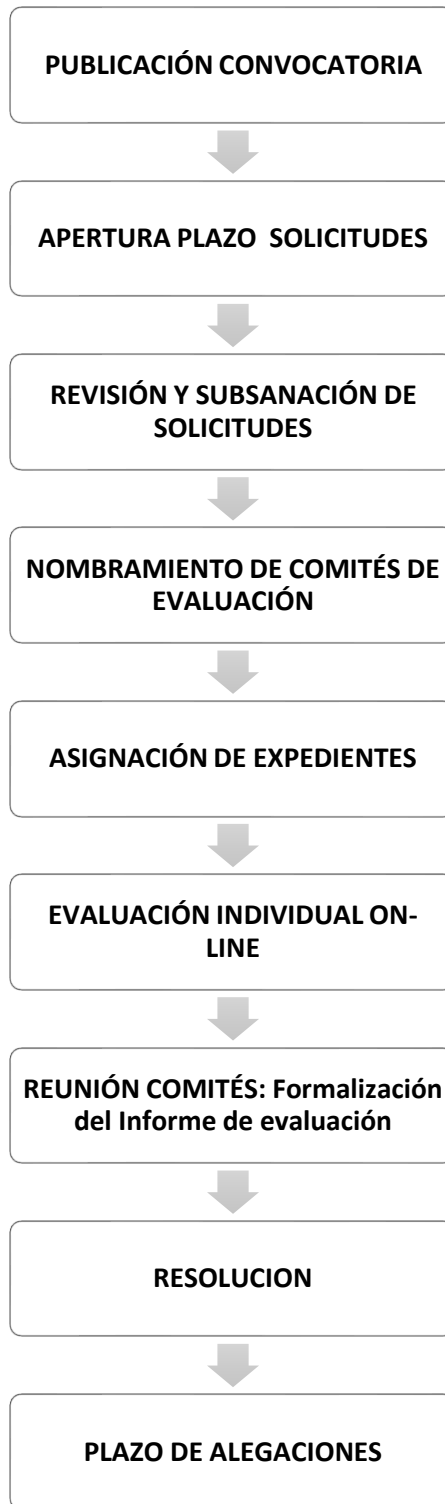 PUBLICACIÓN CONVOCATORIA
APERTURA PLAZO SOLICITUDES
REVISIÓN Y SUBSANACIÓN DE
SOLICITUDES
NOMBRAMIENTO DE COMITÉS DE
EVALUACIÓN
ASIGNACIÓN DE EXPEDIENTES
EVALUACIÓN INDIVIDUAL ON-
LINE
REUNIÓN COMITÉS: Formalización
del Informe de evaluación
RESOLUCION
PLAZO DE ALEGACIONES